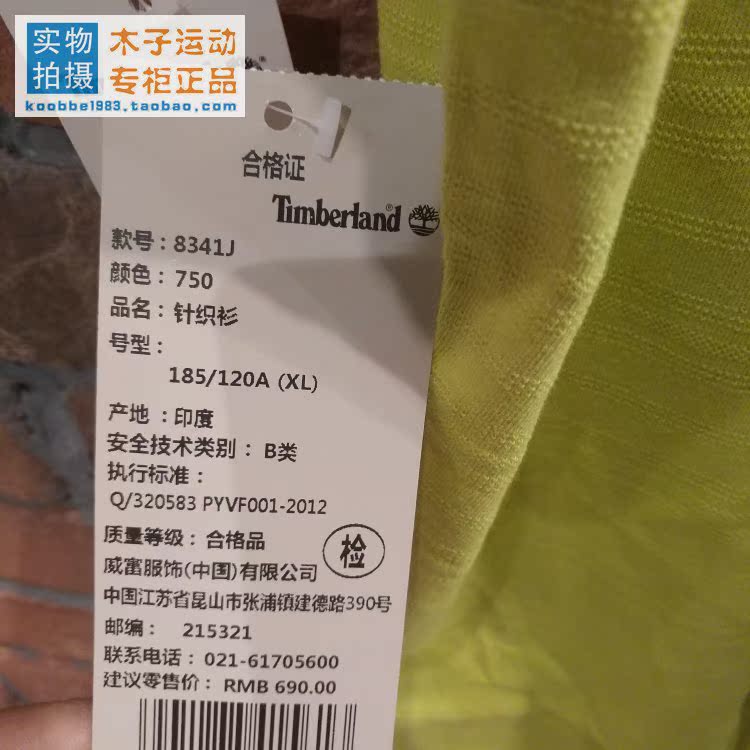 实物
拍摄
木子运动
专柜正品
koobbe1983.taobao.com
合格证
Timberland®
款号：8341J
颜色：750
品名：针织衫
号型：
185/120A (XL)
产地：印度
安全技术类别：B类
执行标准：
Q/320583 PYVF001-2012
质量等级：合格品
检
威富服饰(中国)有限公司
中国江苏省昆山市张浦镇建德路390号
邮编：215321
联系电话：021-61705600
建议零售价：RMB 690.00